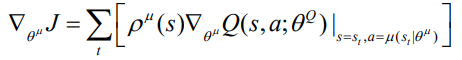 ∇_{θ^μ} J = ∑_t [ ρ^μ(s) ∇_{θ^μ} Q(s, a; θ^Q) |_{s=s_t, a=μ(s_t|θ^μ)} ]